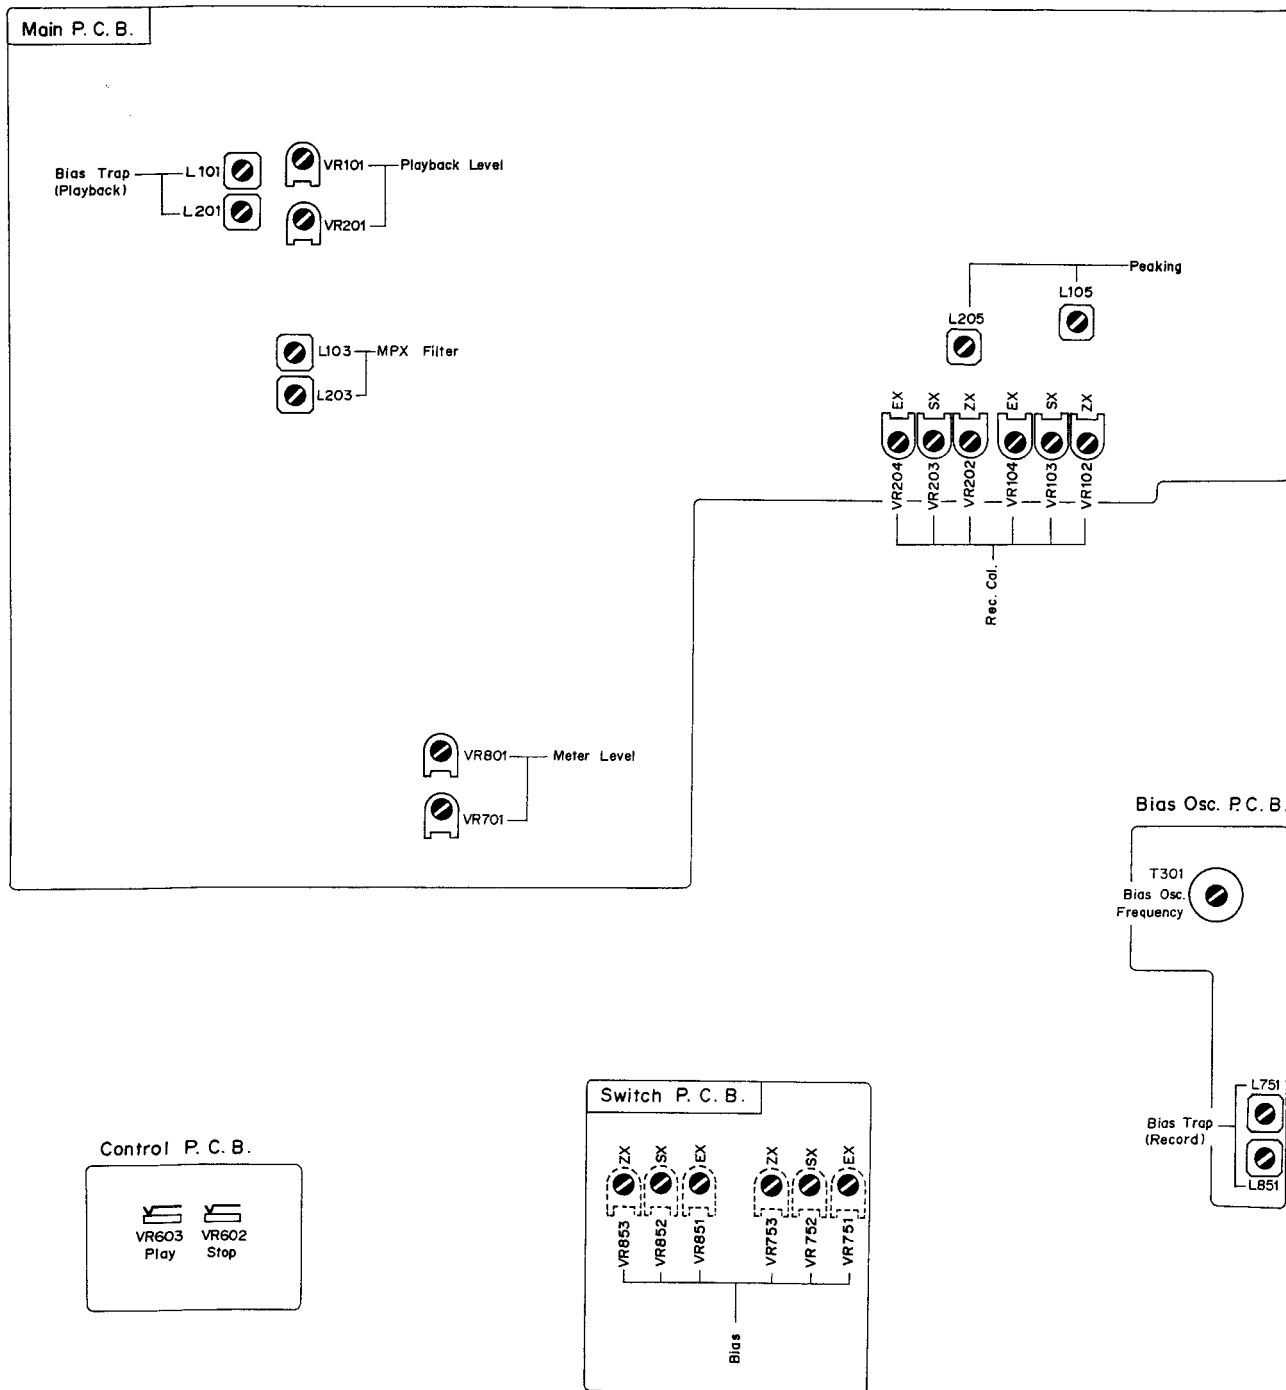 Main P. C. B.
Bias Trap
(Playback)
L101
L201
VR101
VR201
Playback Level
L103
L203
MPX Filter
Peaking
L105
L205
EX SX ZX EX SX ZX
VR204 VR203 VR202 VR104 VR103 VR102
Rec. Cal.
VR801
VR701
Meter Level
Bias Osc. P. C. B.
T301
Bias Osc.
Frequency
L751
Bias Trap
(Record)
L851
Control P. C. B.
VR603 VR602
Play Stop
Switch P. C. B.
ZX SX EX ZX SX EX
VR853 VR852 VR851 VR753 VR752 VR751
Bias